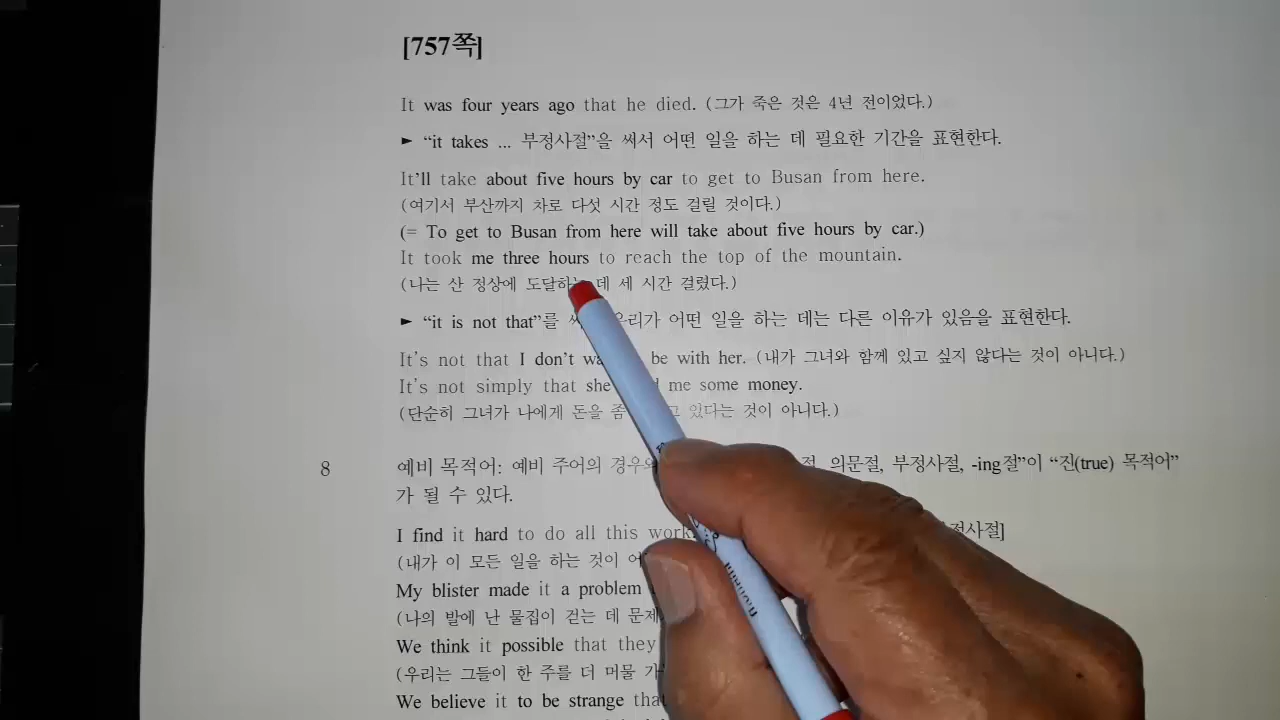 [757쪽]
It was four years ago that he died. (그가 죽은 것은 4년 전이었다.)
► “it takes ... 부정사절”을 써서 어떤 일을 하는 데 필요한 기간을 표현한다.
It’ll take about five hours by car to get to Busan from here.
(여기서 부산까지 차로 다섯 시간 정도 걸릴 것이다.)
(= To get to Busan from here will take about five hours by car.)
It took me three hours to reach the top of the mountain.
(나는 산 정상에 도달하는 데 세 시간 걸렸다.)
► “it is not that”를 우리가 어떤 일을 하는 데는 다른 이유가 있음을 표현한다.
It’s not that I don’t be with her. (내가 그녀와 함께 있고 싶지 않다는 것이 아니다.)
It’s not simply that she me some money.
(단순히 그녀가 나에게 돈을 좀 있다는 것이 아니다.)
8 예비 목적어: 예비 주어의 경우와 의문절, 부정사절, -ing절”이 “진(true) 목적어”
가 될 수 있다.
I find it hard to do all this work.
(내가 이 모든 일을 하는 것이
My blister made it a problem
(나의 발에 난 물집이 걷는 데
We think it possible that they
(우리는 그들이 한 주를 더 머물
We believe it to be strange that